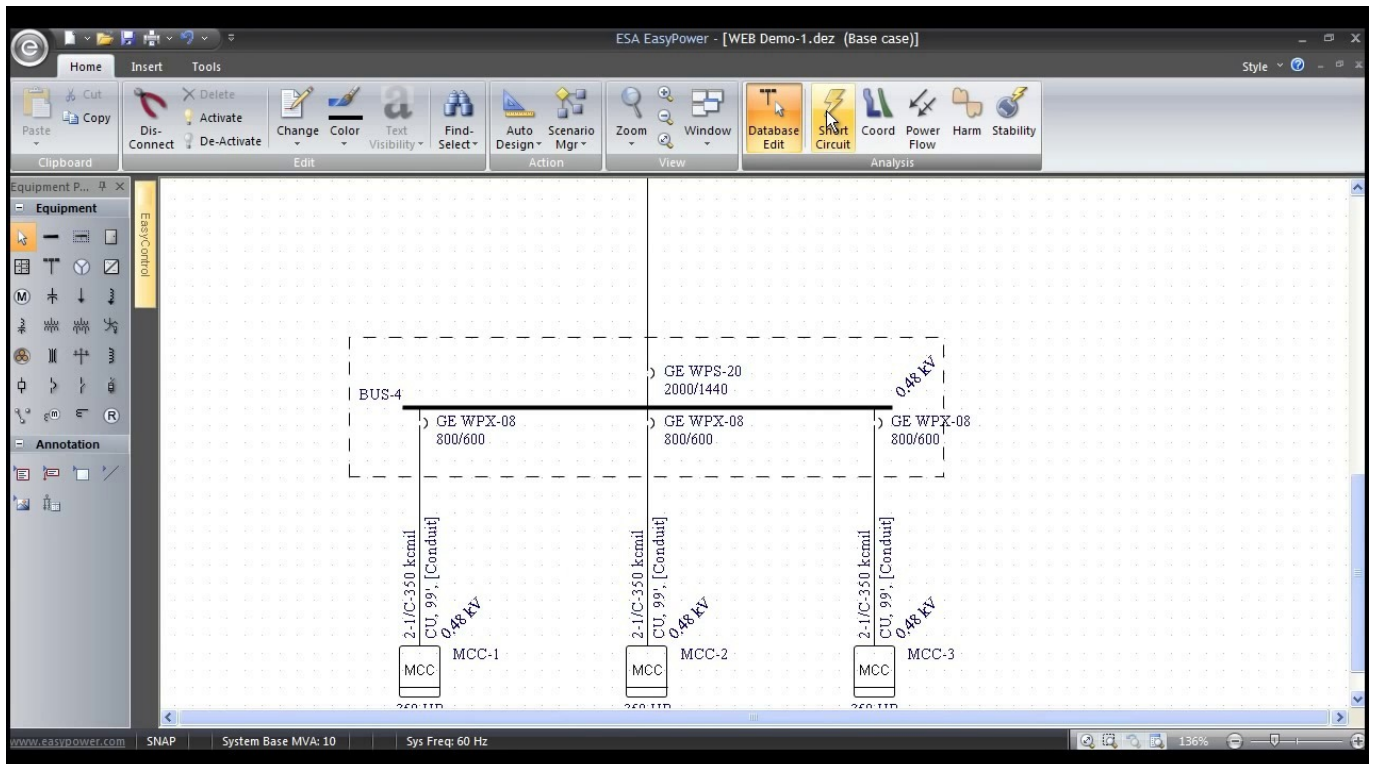 ESA EasyPower - [WEB Demo-1.dez (Base case)]
Home Insert Tools Style
Paste Cut Copy
Clipboard
Dis-Connect Delete Activate De-Activate
Change Color Text Visibility Find-Select
Edit
Auto Design Scenario Mgr
Action
Zoom Window
View
Database Edit Short Circuit Coord Power Flow Harm Stability
Analysis
Equipment P...
Equipment
EasyControl
Annotation
GE WPS-20
2000/1440
0.48 kV
BUS-4
GE WPX-08
800/600
GE WPX-08
800/600
GE WPX-08
800/600
2-1/C-350 kcmil
CU, 99', [Conduit]
0.48 kV
2-1/C-350 kcmil
CU, 99', [Conduit]
0.48 kV
2-1/C-350 kcmil
CU, 99', [Conduit]
0.48 kV
MCC-1
MCC
MCC-2
MCC
MCC-3
MCC
www.easypower.com SNAP System Base MVA: 10 Sys Freq: 60 Hz 136%